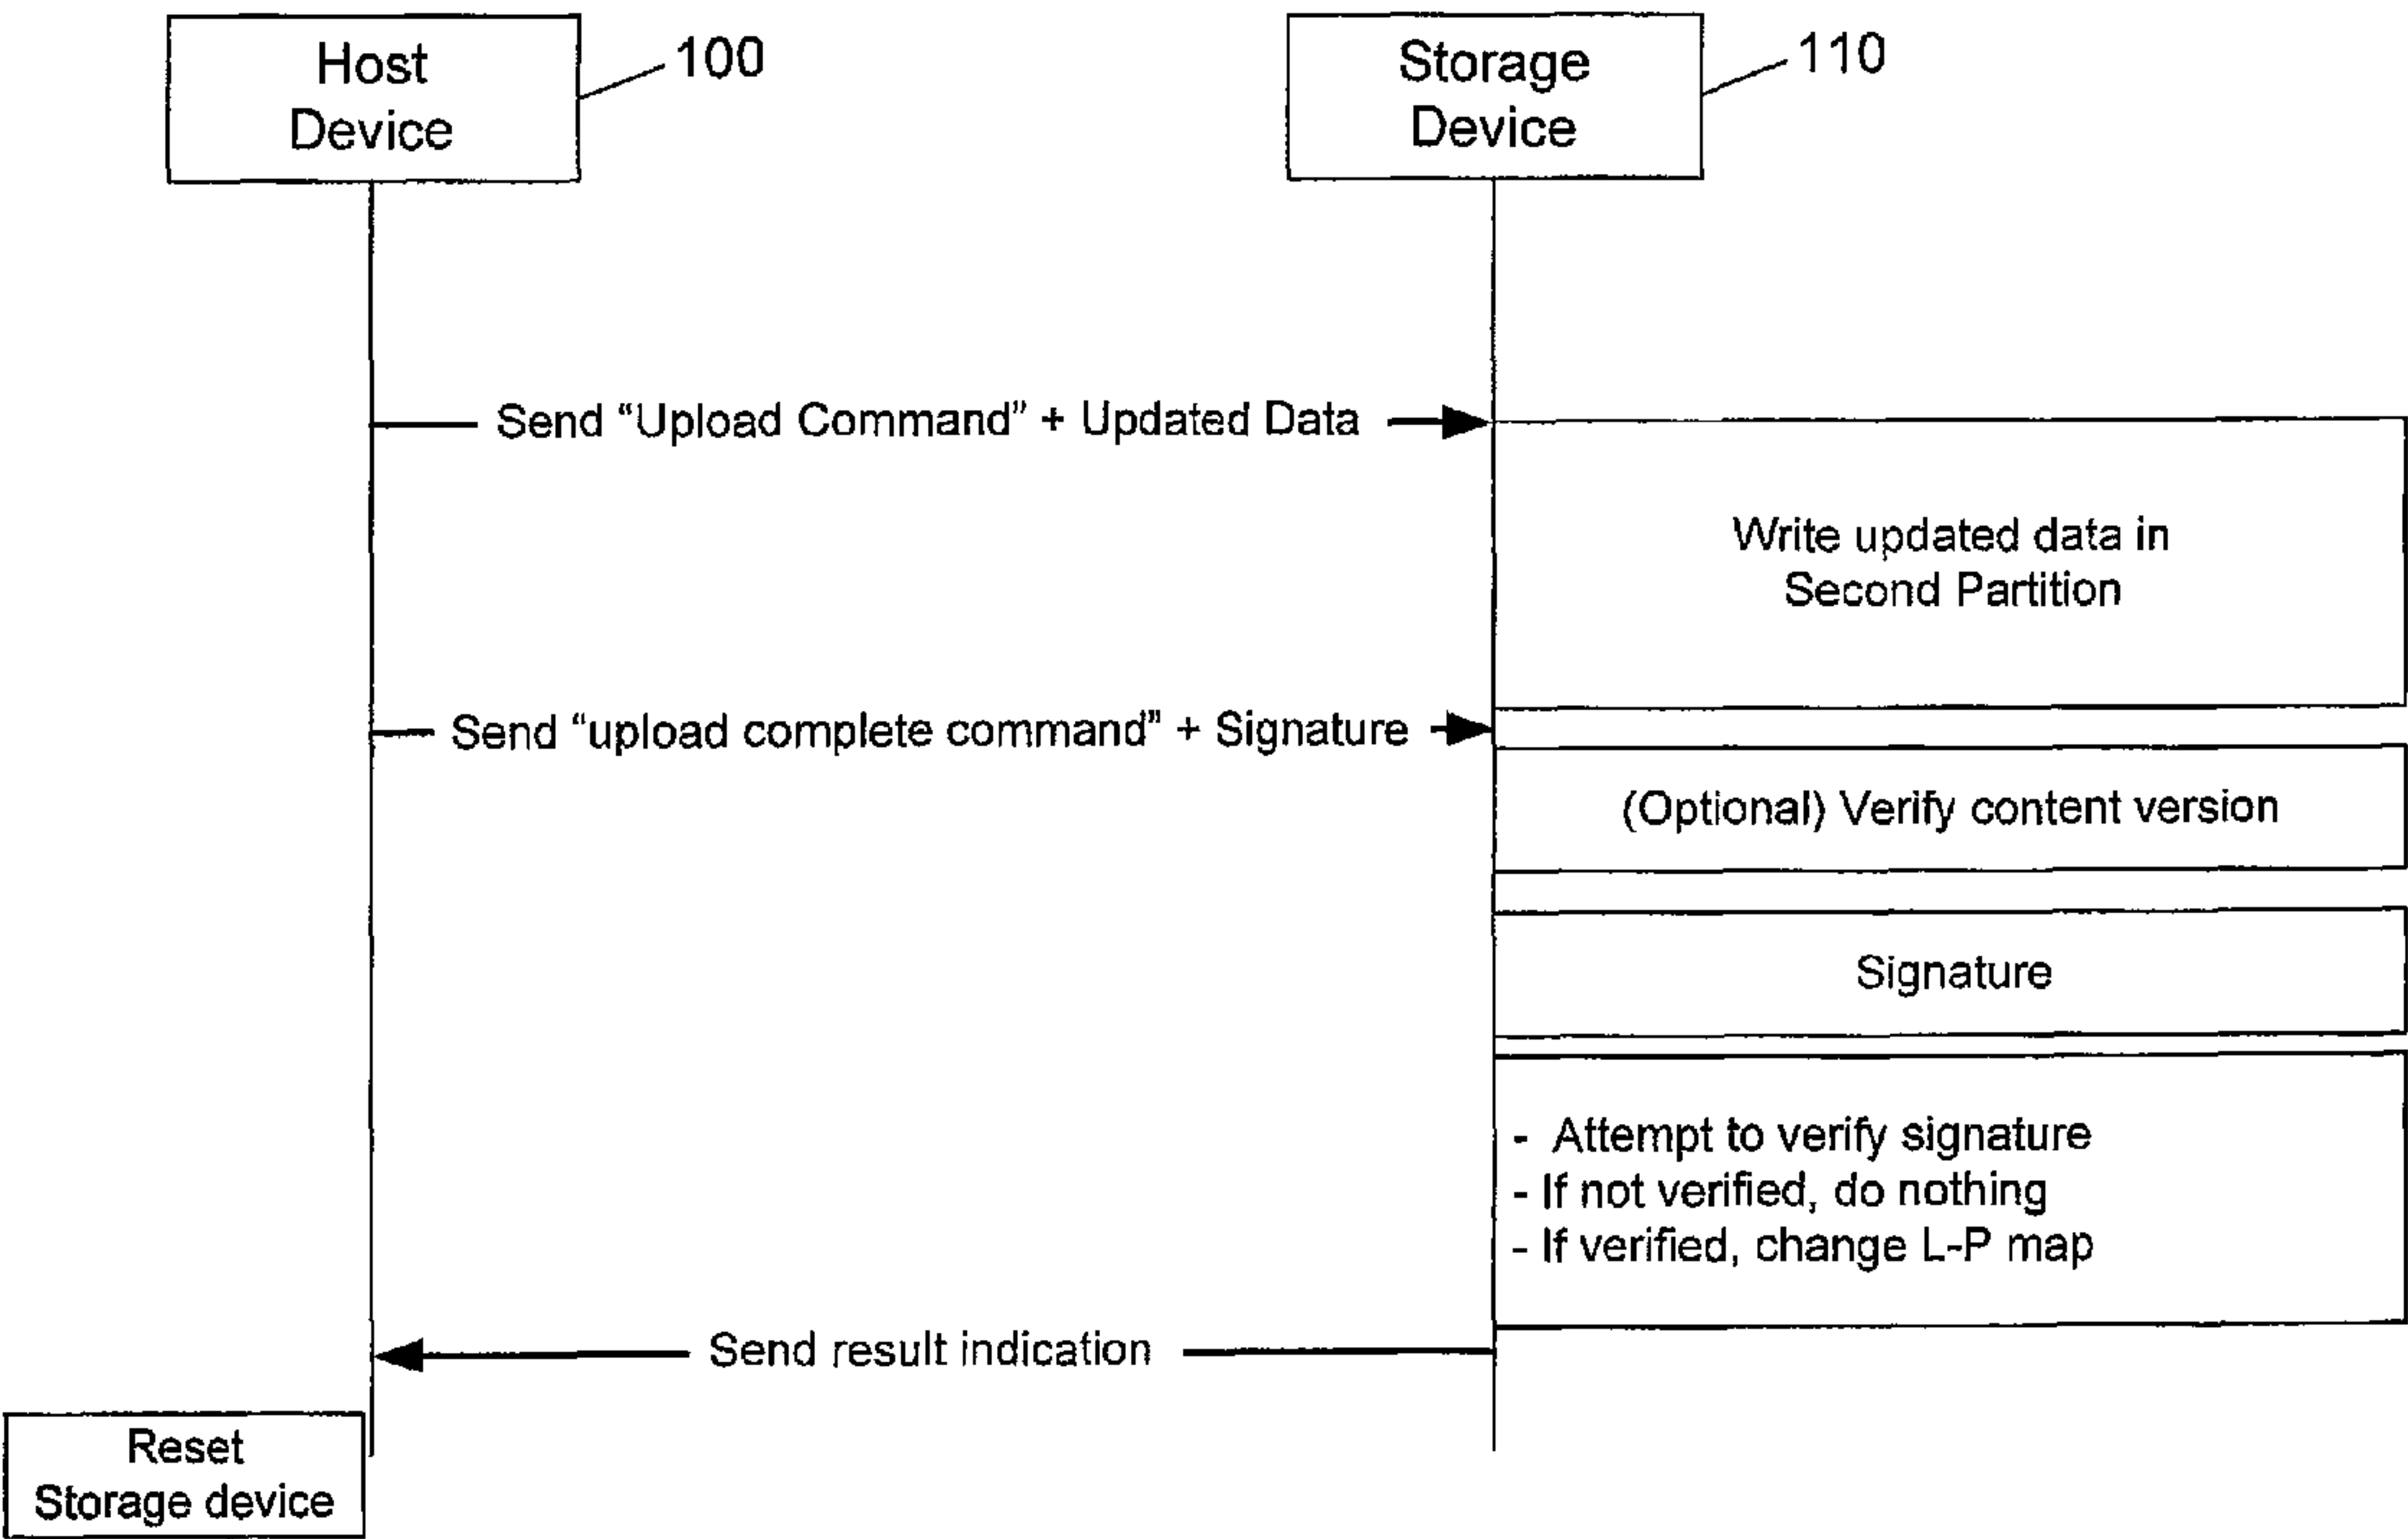 Host
Device
100
Storage
Device
110
Send “Upload Command” + Updated Data
Write updated data in
Second Partition
Send “upload complete command” + Signature
(Optional) Verify content version
Signature
- Attempt to verify signature
- If not verified, do nothing
- If verified, change L-P map
Send result indication
Reset
Storage device